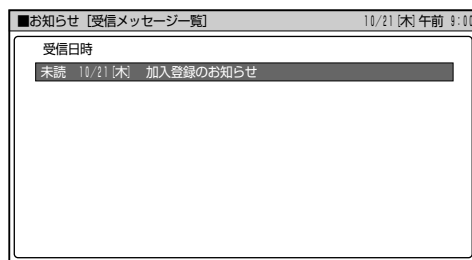 ■お知らせ［受信メッセージ一覧］ 10/21[木]午前 9:00
受信日時
未読 10/21[木] 加入登録のお知らせ